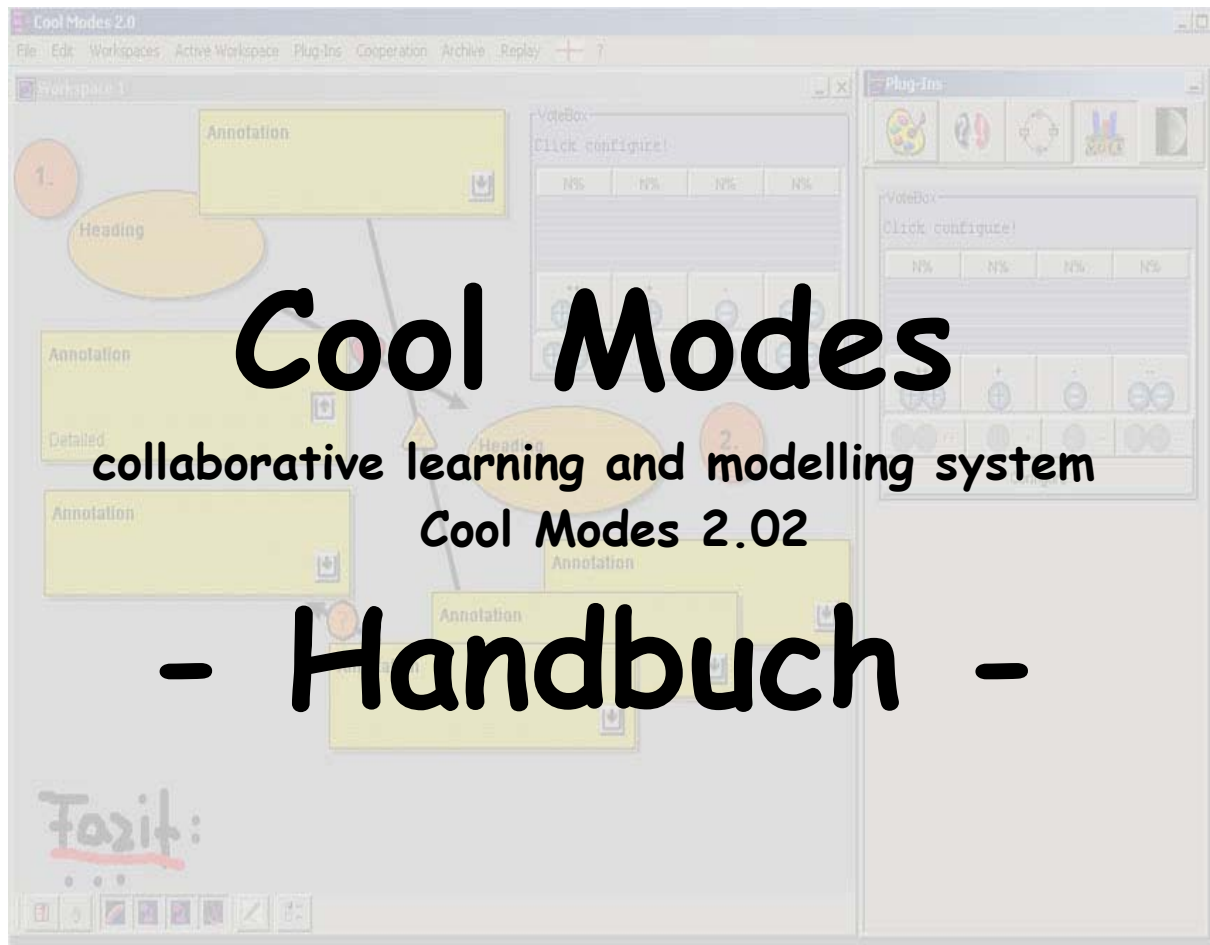 Cool Modes 2.0
File Edit Workspaces Active Workspace Plug-Ins Cooperation Archive Replay ?
Workspace 1
Plug-Ins
Annotation
VoteBox
Click configure!
N% N% N% N%
1.
Heading
VoteBox
Click configure!
N% N% N% N%
Cool Modes
Annotation
Detailed
Heading
2.
collaborative learning and modelling system
Cool Modes 2.02
Annotation
Annotation
- Handbuch -
Annotation
?
Fazit:
...